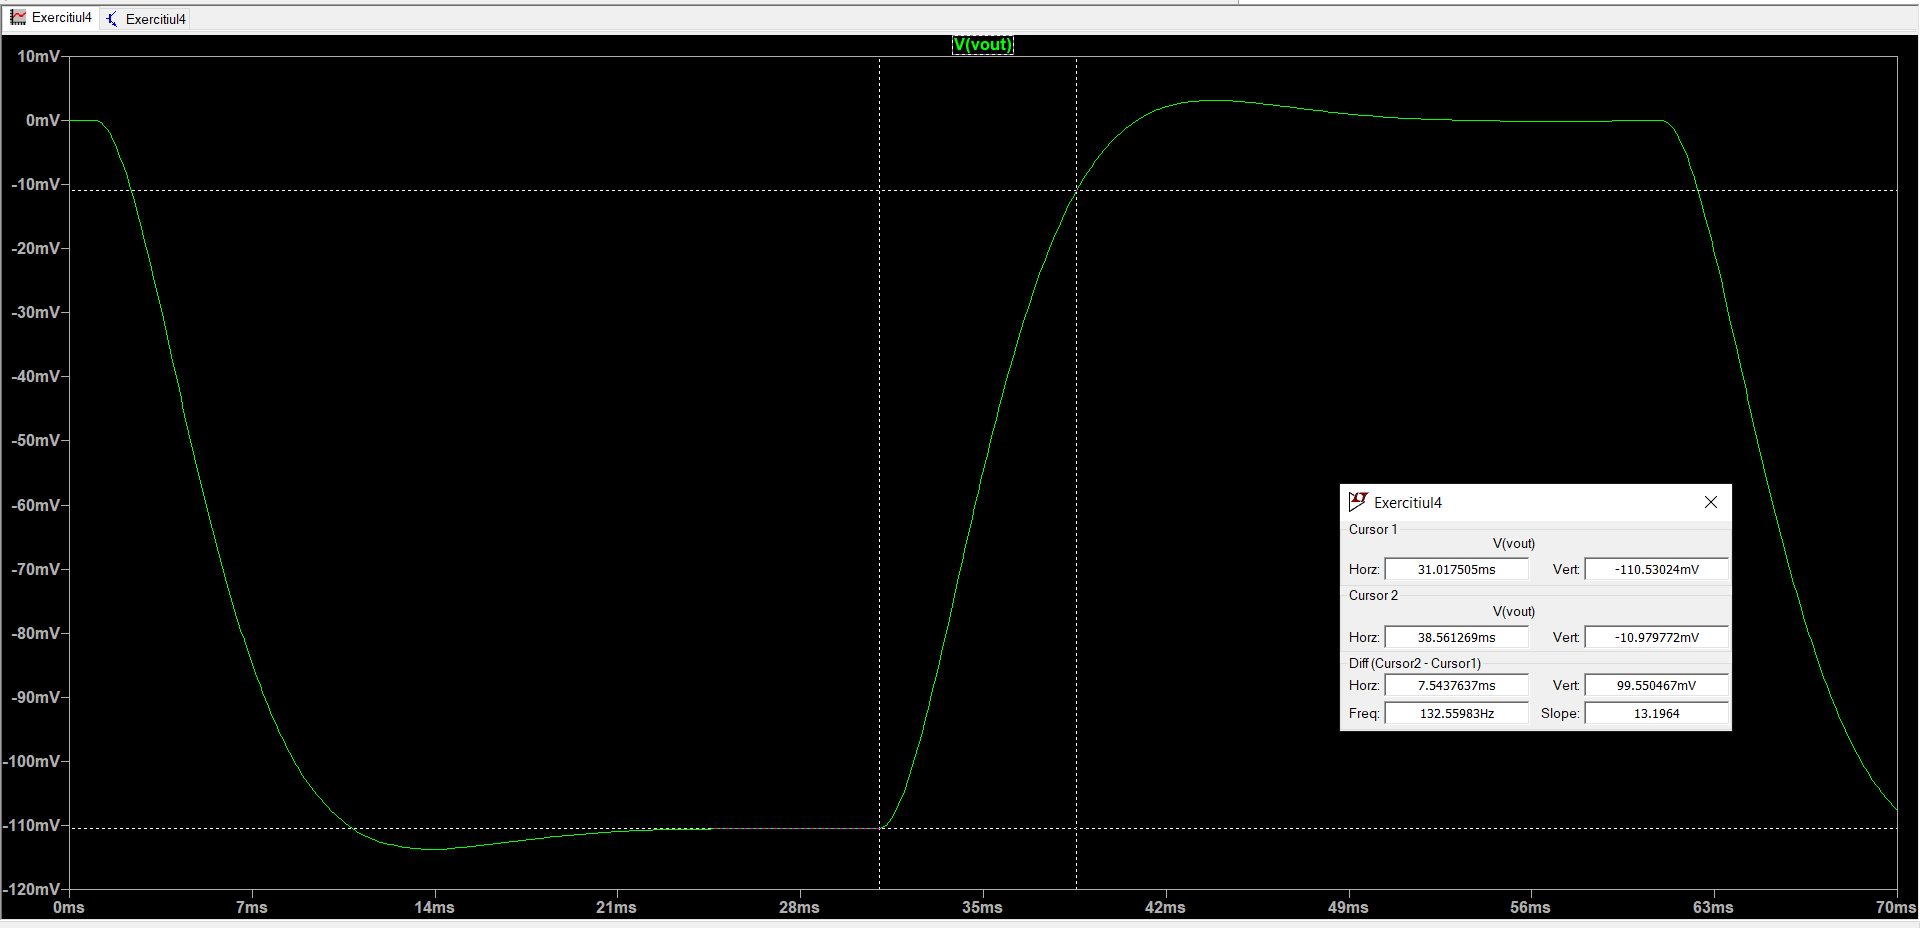 Exercitiul4 Exercitiul4
V(vout)
10mV
0mV
-10mV
-20mV
-30mV
-40mV
-50mV
-60mV
-70mV
-80mV
-90mV
-100mV
-110mV
-120mV
0ms 7ms 14ms 21ms 28ms 35ms 42ms 49ms 56ms 63ms 70ms
Exercitiul4
Cursor 1
V(vout)
Horz: 31.017505ms Vert: -110.53024mV
Cursor 2
V(vout)
Horz: 38.561269ms Vert: -10.979772mV
Diff (Cursor2 - Cursor1)
Horz: 7.5437637ms Vert: 99.550467mV
Freq: 132.55983Hz Slope: 13.1964